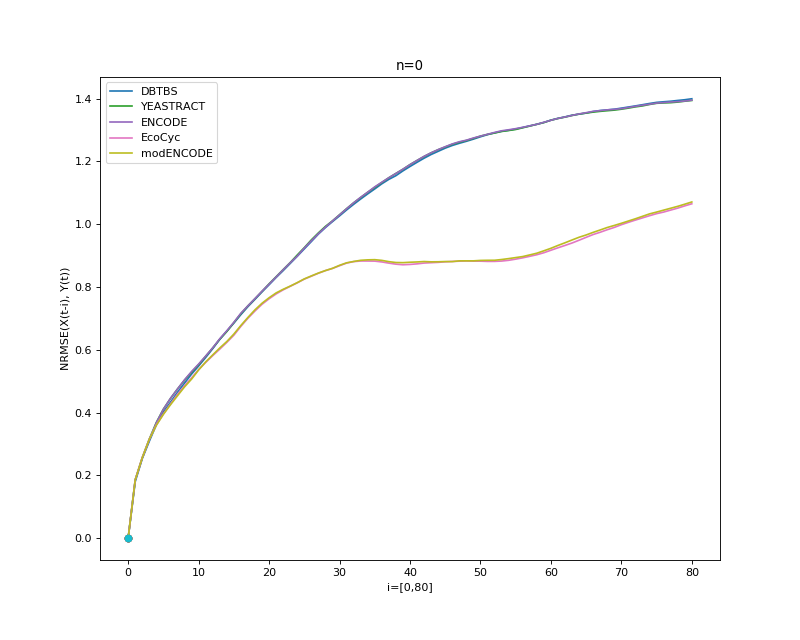 n=0
DBTBS
YEASTRACT
ENCODE
EcoCyc
modENCODE
1.4
1.2
1.0
0.8
0.6
0.4
0.2
0.0
NRMSE(X(t-i), Y(t))
0 10 20 30 40 50 60 70 80
i=[0,80]